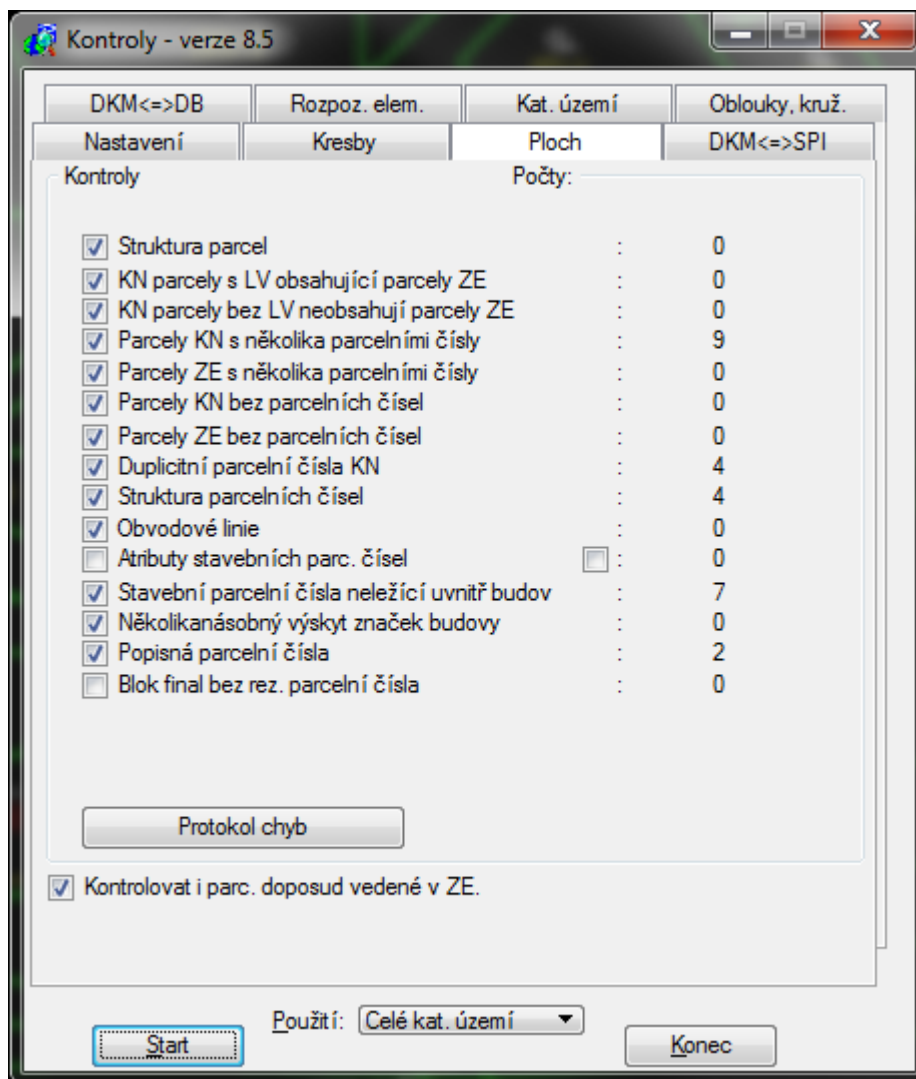 Kontroly - verze 8.5
DKM<=>DB Rozpoz. elem. Kat. území Oblouky, kruž.
Nastavení Kresby Ploch DKM<=>SPI
Kontroly Počty:
Struktura parcel : 0
KN parcely s LV obsahující parcely ZE : 0
KN parcely bez LV neobsahují parcely ZE : 0
Parcely KN s několika parcelními čísly : 9
Parcely ZE s několika parcelními čísly : 0
Parcely KN bez parcelních čísel : 0
Parcely ZE bez parcelních čísel : 0
Duplicitní parcelní čísla KN : 4
Struktura parcelních čísel : 4
Obvodové linie : 0
Atributy stavebních parc. čísel : 0
Stavební parcelní čísla neležící uvnitř budov : 7
Několikanásobný výskyt značek budovy : 0
Popisná parcelní čísla : 2
Blok final bez rez. parcelní čísla : 0
Protokol chyb
Kontrolovat i parc. doposud vedené v ZE.
Použití: Celé kat. území
Start Konec